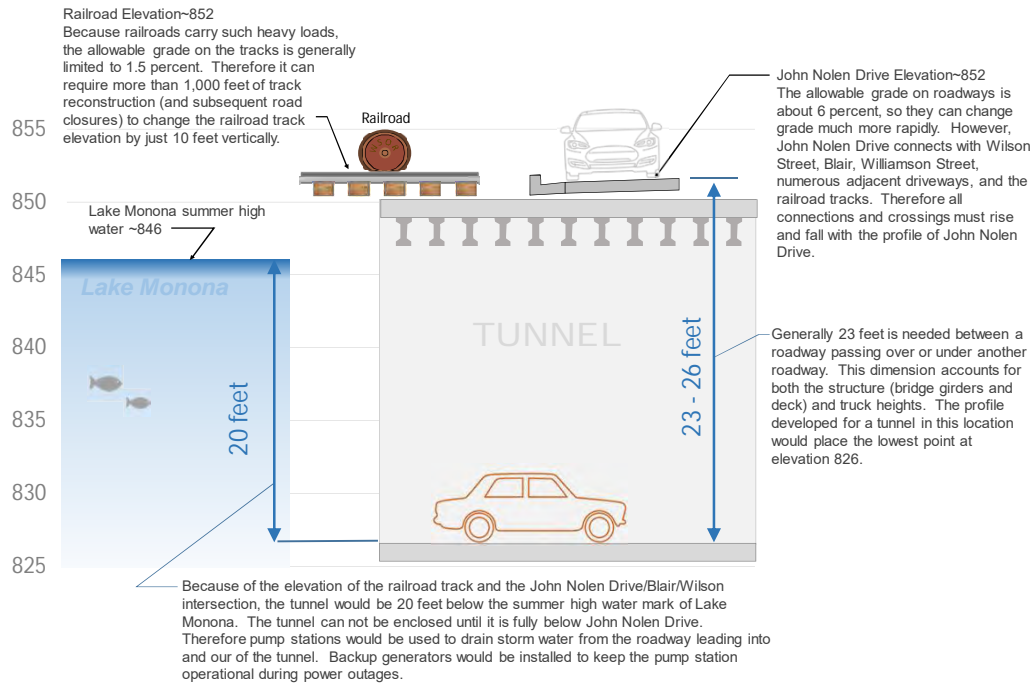 Railroad Elevation~852
Because railroads carry such heavy loads,
the allowable grade on the tracks is generally
limited to 1.5 percent. Therefore it can
require more than 1,000 feet of track
reconstruction (and subsequent road
closures) to change the railroad track
elevation by just 10 feet vertically.
Railroad
John Nolen Drive Elevation~852
The allowable grade on roadways is
about 6 percent, so they can change
grade much more rapidly. However,
John Nolen Drive connects with Wilson
Street, Blair, Williamson Street,
numerous adjacent driveways, and the
railroad tracks. Therefore all
connections and crossings must rise
and fall with the profile of John Nolen
Drive.
855
850
845
840
835
830
825
Lake Monona summer high
water ~846
Lake Monona
20 feet
TUNNEL
23 - 26 feet
Generally 23 feet is needed between a
roadway passing over or under another
roadway. This dimension accounts for
both the structure (bridge girders and
deck) and truck heights. The profile
developed for a tunnel in this location
would place the lowest point at
elevation 826.
Because of the elevation of the railroad track and the John Nolen Drive/Blair/Wilson
intersection, the tunnel would be 20 feet below the summer high water mark of Lake
Monona. The tunnel can not be enclosed until it is fully below John Nolen Drive.
Therefore pump stations would be used to drain storm water from the roadway leading into
and our of the tunnel. Backup generators would be installed to keep the pump station
operational during power outages.